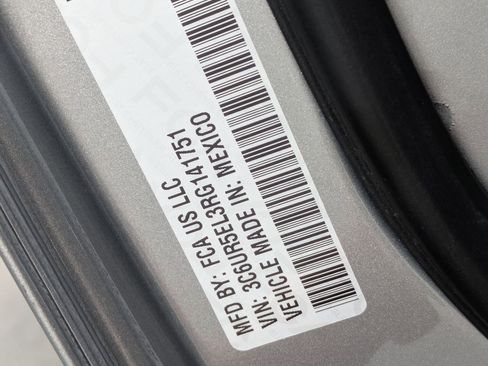 MFD BY: FCA US LLC
VIN: 3C6UR5EL3RG141751
VEHICLE MADE IN: MEXICO